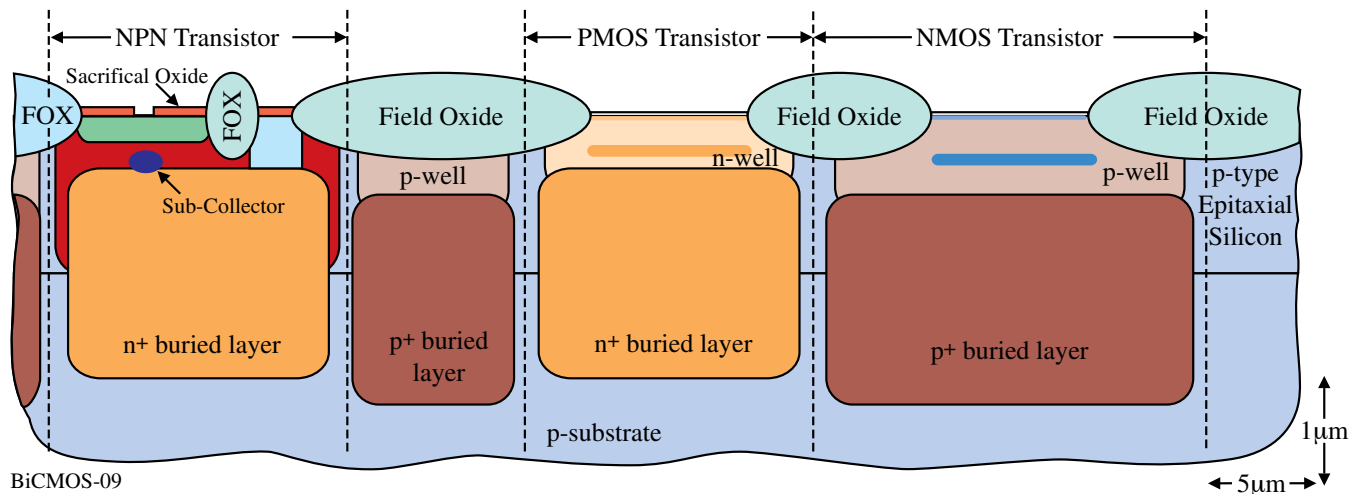 NPN Transistor
PMOS Transistor
NMOS Transistor
Sacrifical Oxide
FOX
FOX
Field Oxide
Field Oxide
Field Oxide
n-well
p-well
p-well
p-type
Epitaxial
Silicon
Sub-Collector
n+ buried layer
p+ buried
layer
n+ buried layer
p+ buried layer
p-substrate
1μm
5μm
BiCMOS-09